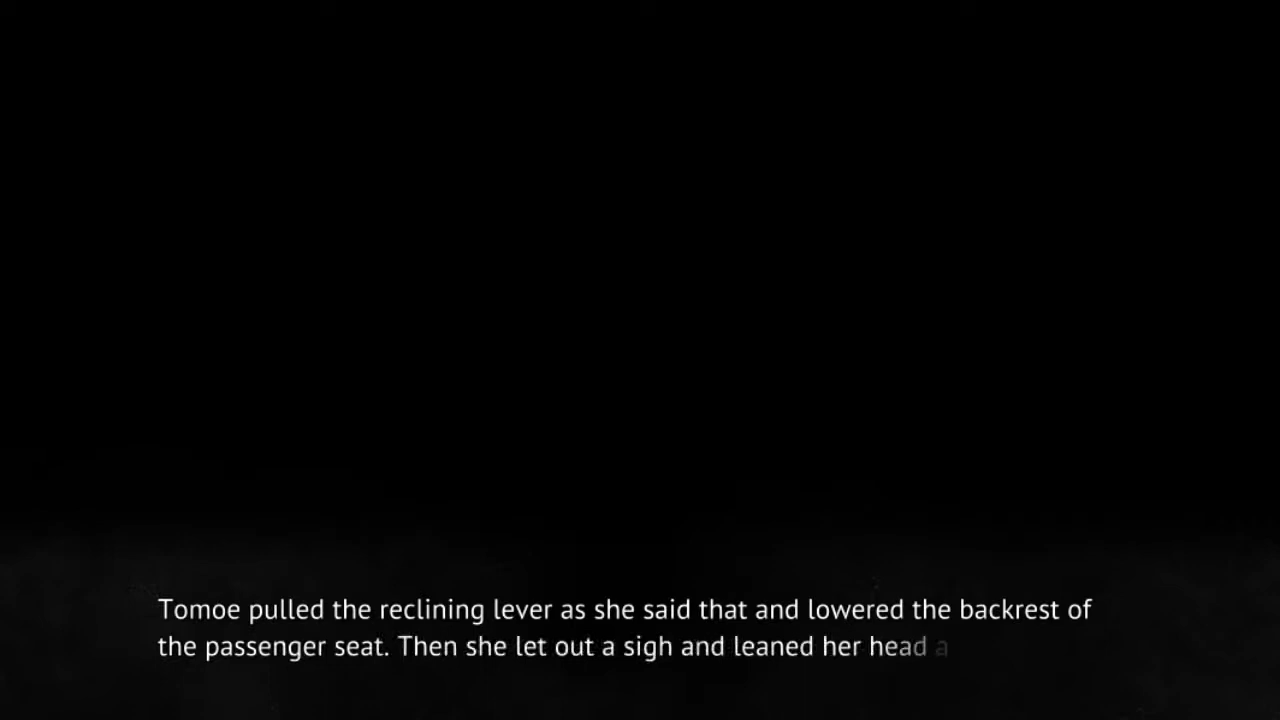 Tomoe pulled the reclining lever as she said that and lowered the backrest of
the passenger seat. Then she let out a sigh and leaned her head a